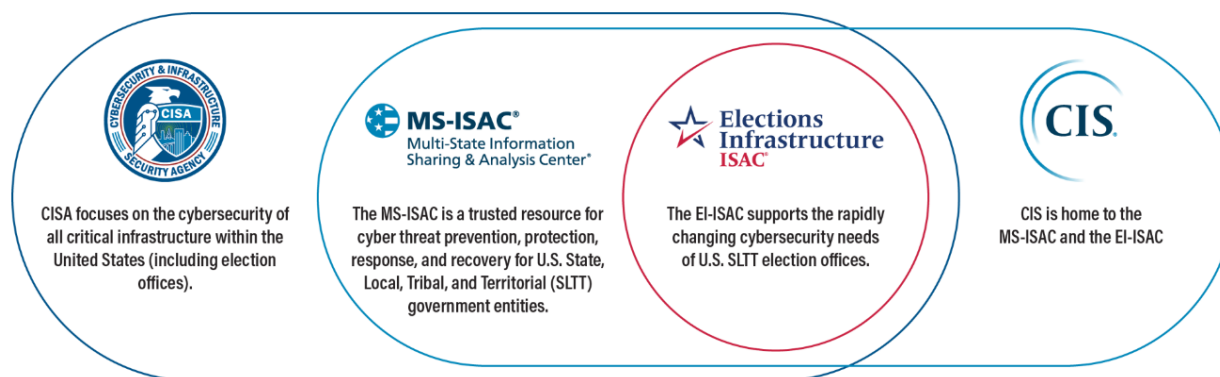 CYBERSECURITY & INFRASTRUCTURE
CISA
SECURITY AGENCY
CISA focuses on the cybersecurity of
all critical infrastructure within the
United States (including election
offices).
MS-ISAC®
Multi-State Information
Sharing & Analysis Center®
The MS-ISAC is a trusted resource for
cyber threat prevention, protection,
response, and recovery for U.S. State,
Local, Tribal, and Territorial (SLTT)
government entities.
Elections
Infrastructure
ISAC®
The EI-ISAC supports the rapidly
changing cybersecurity needs
of U.S. SLTT election offices.
CIS®
CIS is home to the
MS-ISAC and the EI-ISAC